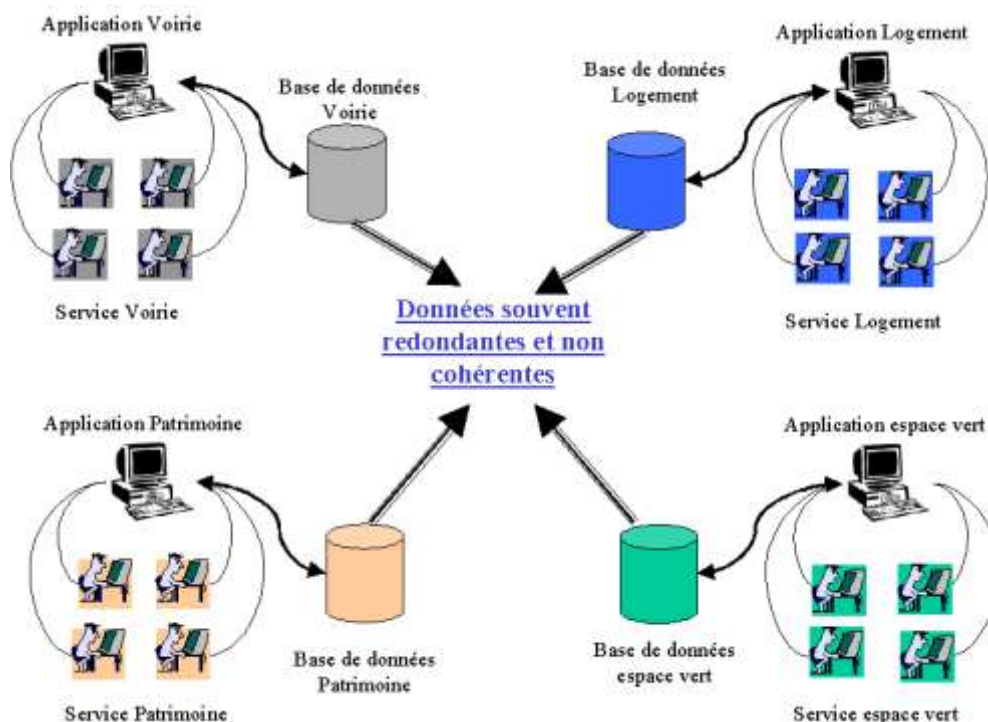 Application Voirie
Base de données
Voirie
Service Voirie
Application Logement
Base de données
Logement
Service Logement
Données souvent
redondantes et non
cohérentes
Application Patrimoine
Base de données
Patrimoine
Service Patrimoine
Application espace vert
Base de données
espace vert
Service espace vert